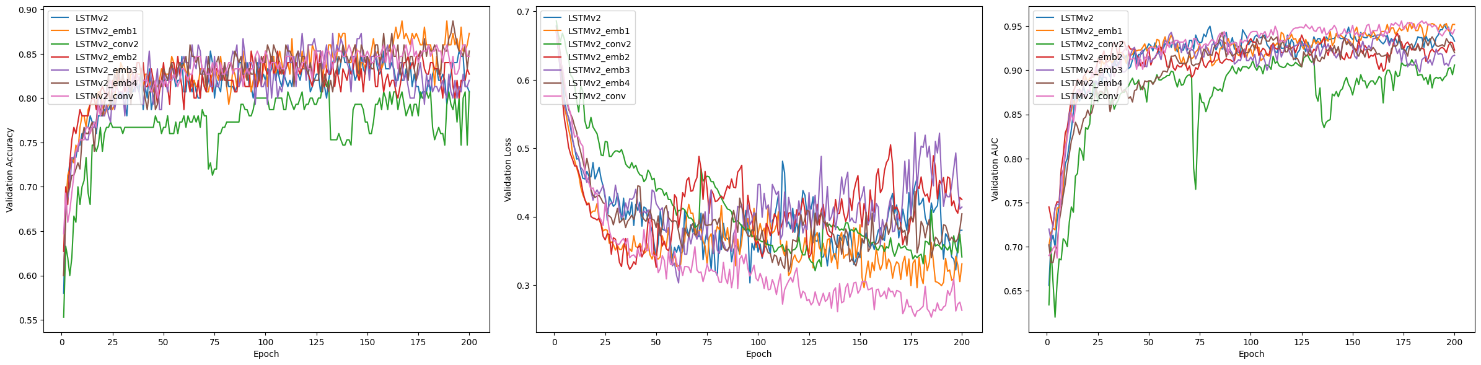 0.90
0.85
0.80
0.75
0.70
0.65
0.60
0.55
Validation Accuracy
LSTMv2
LSTMv2_emb1
LSTMv2_conv2
LSTMv2_emb2
LSTMv2_emb3
LSTMv2_emb4
LSTMv2_conv
0 25 50 75 100 125 150 175 200
Epoch
0.7
0.6
0.5
0.4
0.3
Validation Loss
LSTMv2
LSTMv2_emb1
LSTMv2_conv2
LSTMv2_emb2
LSTMv2_emb3
LSTMv2_emb4
LSTMv2_conv
0 25 50 75 100 125 150 175 200
Epoch
0.95
0.90
0.85
0.80
0.75
0.70
0.65
Validation AUC
LSTMv2
LSTMv2_emb1
LSTMv2_conv2
LSTMv2_emb2
LSTMv2_emb3
LSTMv2_emb4
LSTMv2_conv
0 25 50 75 100 125 150 175 200
Epoch